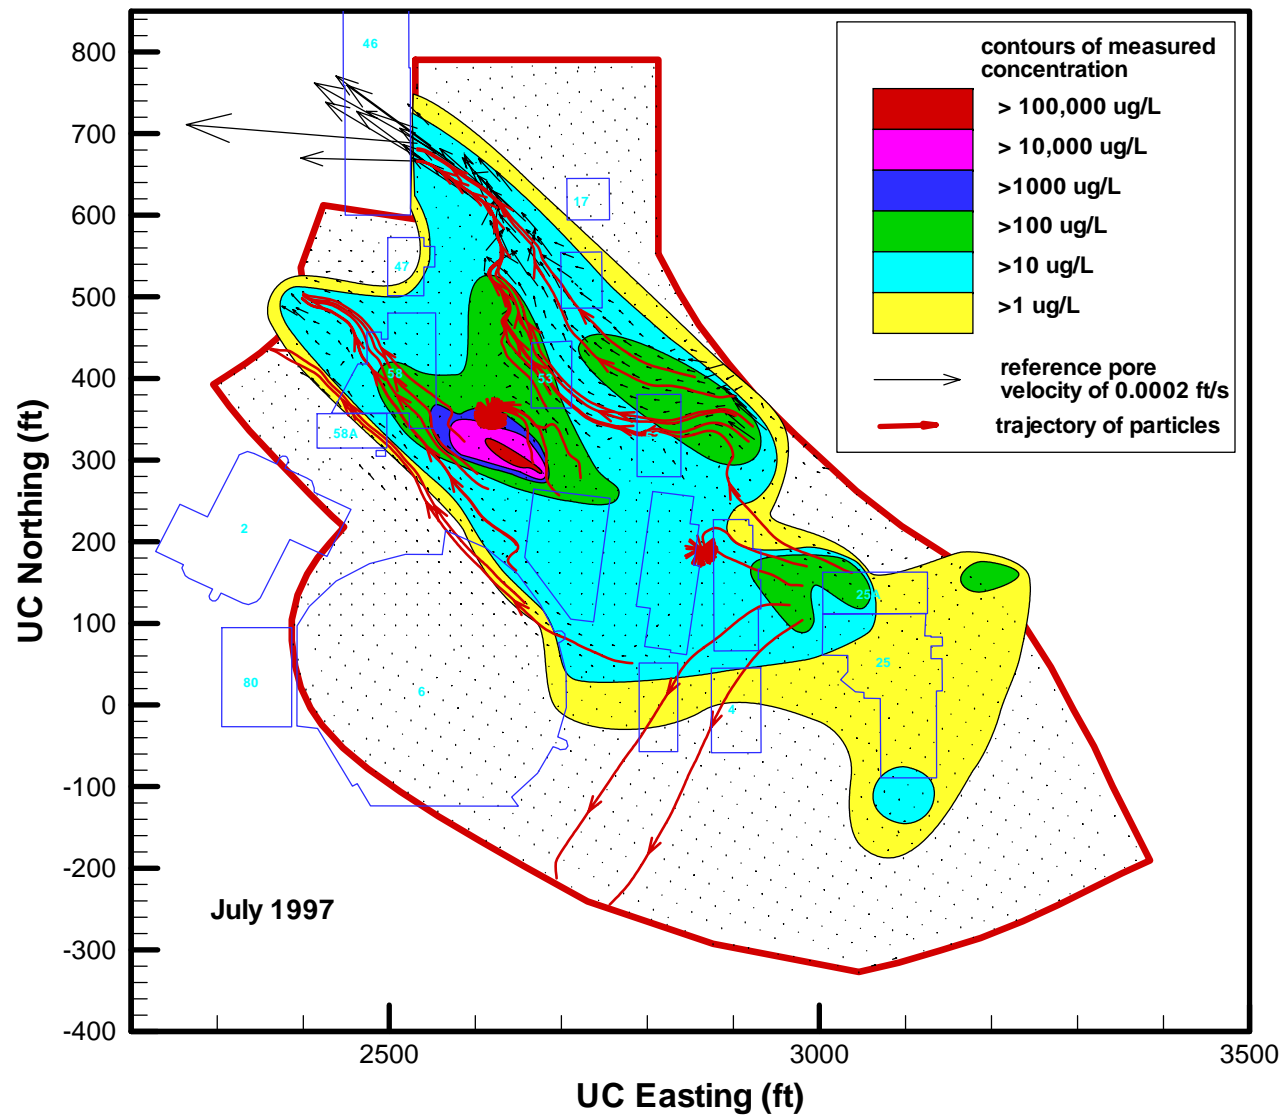 contours of measured
concentration
> 100,000 ug/L
> 10,000 ug/L
>1000 ug/L
>100 ug/L
>10 ug/L
>1 ug/L
reference pore
velocity of 0.0002 ft/s
trajectory of particles
800
700
600
500
400
300
200
100
0
-100
-200
-300
-400
UC Northing (ft)
46
17
47
58
53
58A
2
25A
25
80
6
4
July 1997
2500
3000
3500
UC Easting (ft)